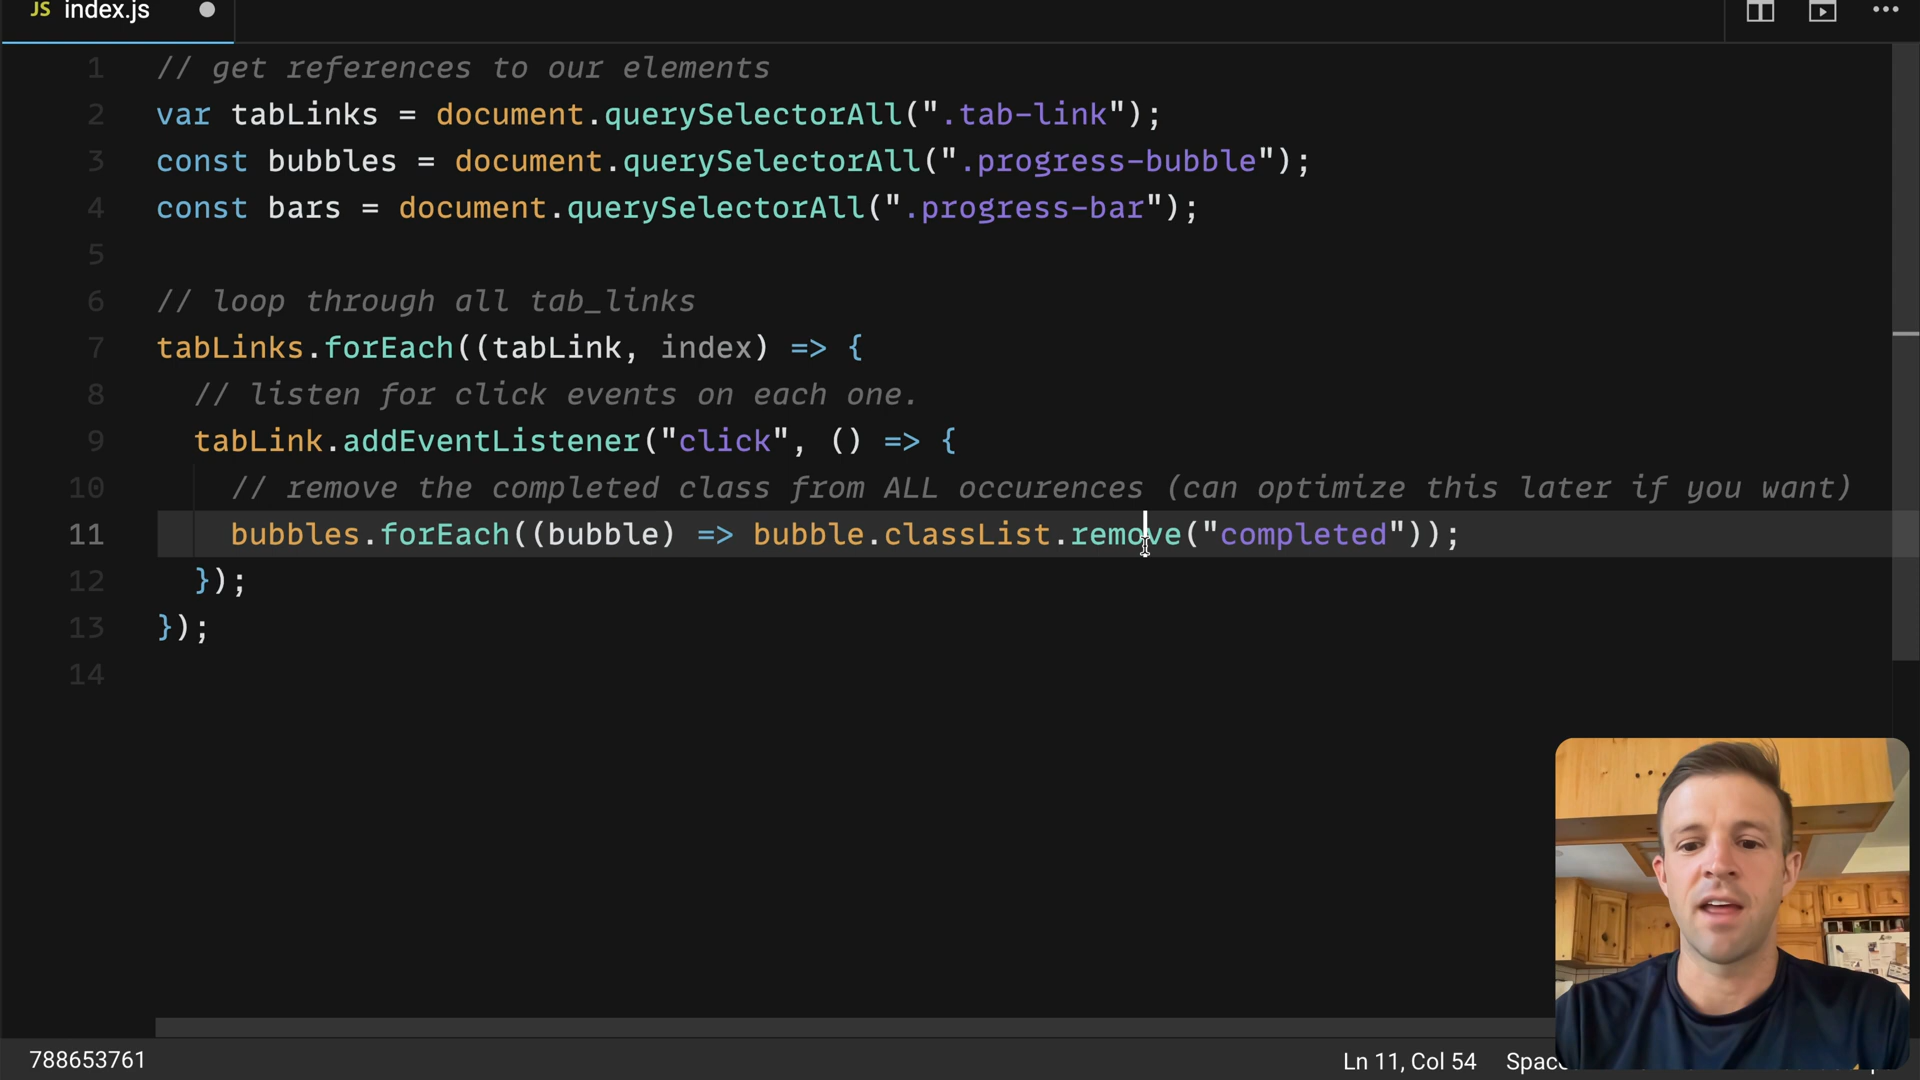 JS index.js
1 // get references to our elements
2 var tabLinks = document.querySelectorAll(".tab-link");
3 const bubbles = document.querySelectorAll(".progress-bubble");
4 const bars = document.querySelectorAll(".progress-bar");
5
6 // loop through all tab_links
7 tabLinks.forEach((tabLink, index) => {
8 // listen for click events on each one.
9 tabLink.addEventListener("click", () => {
10 // remove the completed class from ALL occurences (can optimize this later if you want)
11 bubbles.forEach((bubble) => bubble.classList.remove("completed"));
12 });
13 });
14
788653761
Ln 11, Col 54